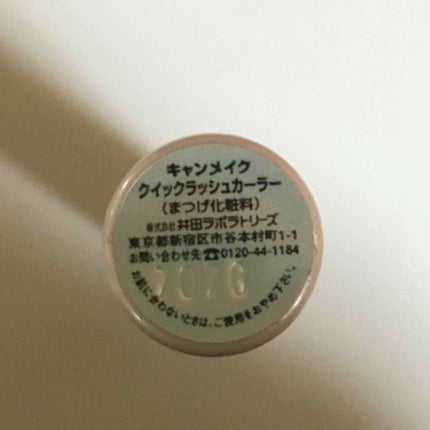 キャンメイク
クイックラッシュカーラー
(まつげ化粧料)
株式会社 井田ラボラトリーズ
東京都新宿区市谷本村町1-1
お問い合わせ先☎0120-44-1184
お肌に合わないときは、ご使用をおやめ下さい。